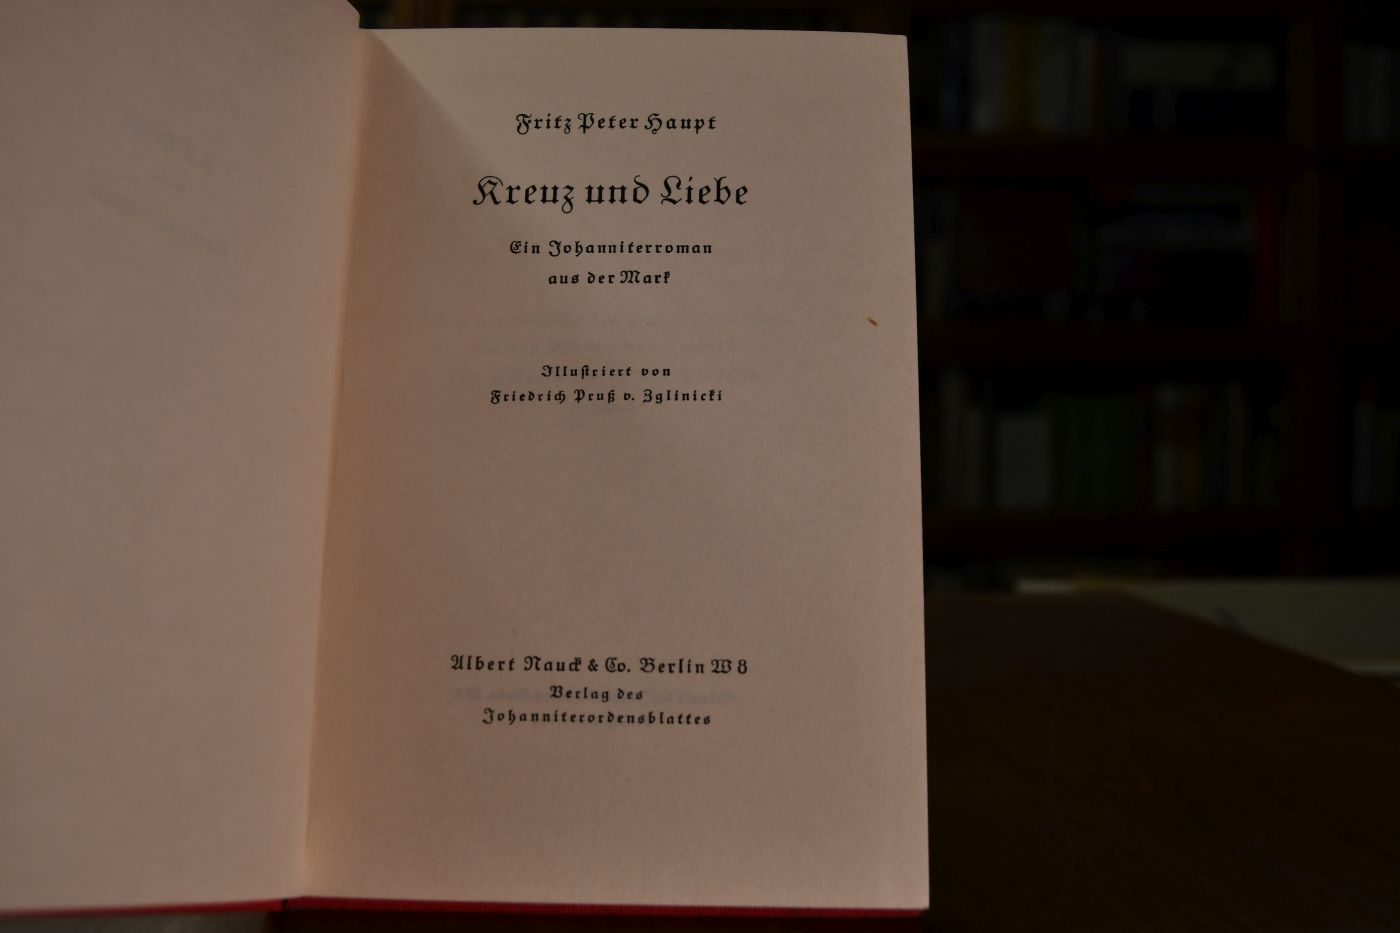 Fritz Peter Haupt
Kreuz und Liebe
Ein Johanniterroman
aus der Mark
Illustriert von
Friedrich Pruß v. Zglinicki
Albert Nauck & Co. Berlin W 8
Verlag des
Johanniterordensblattes